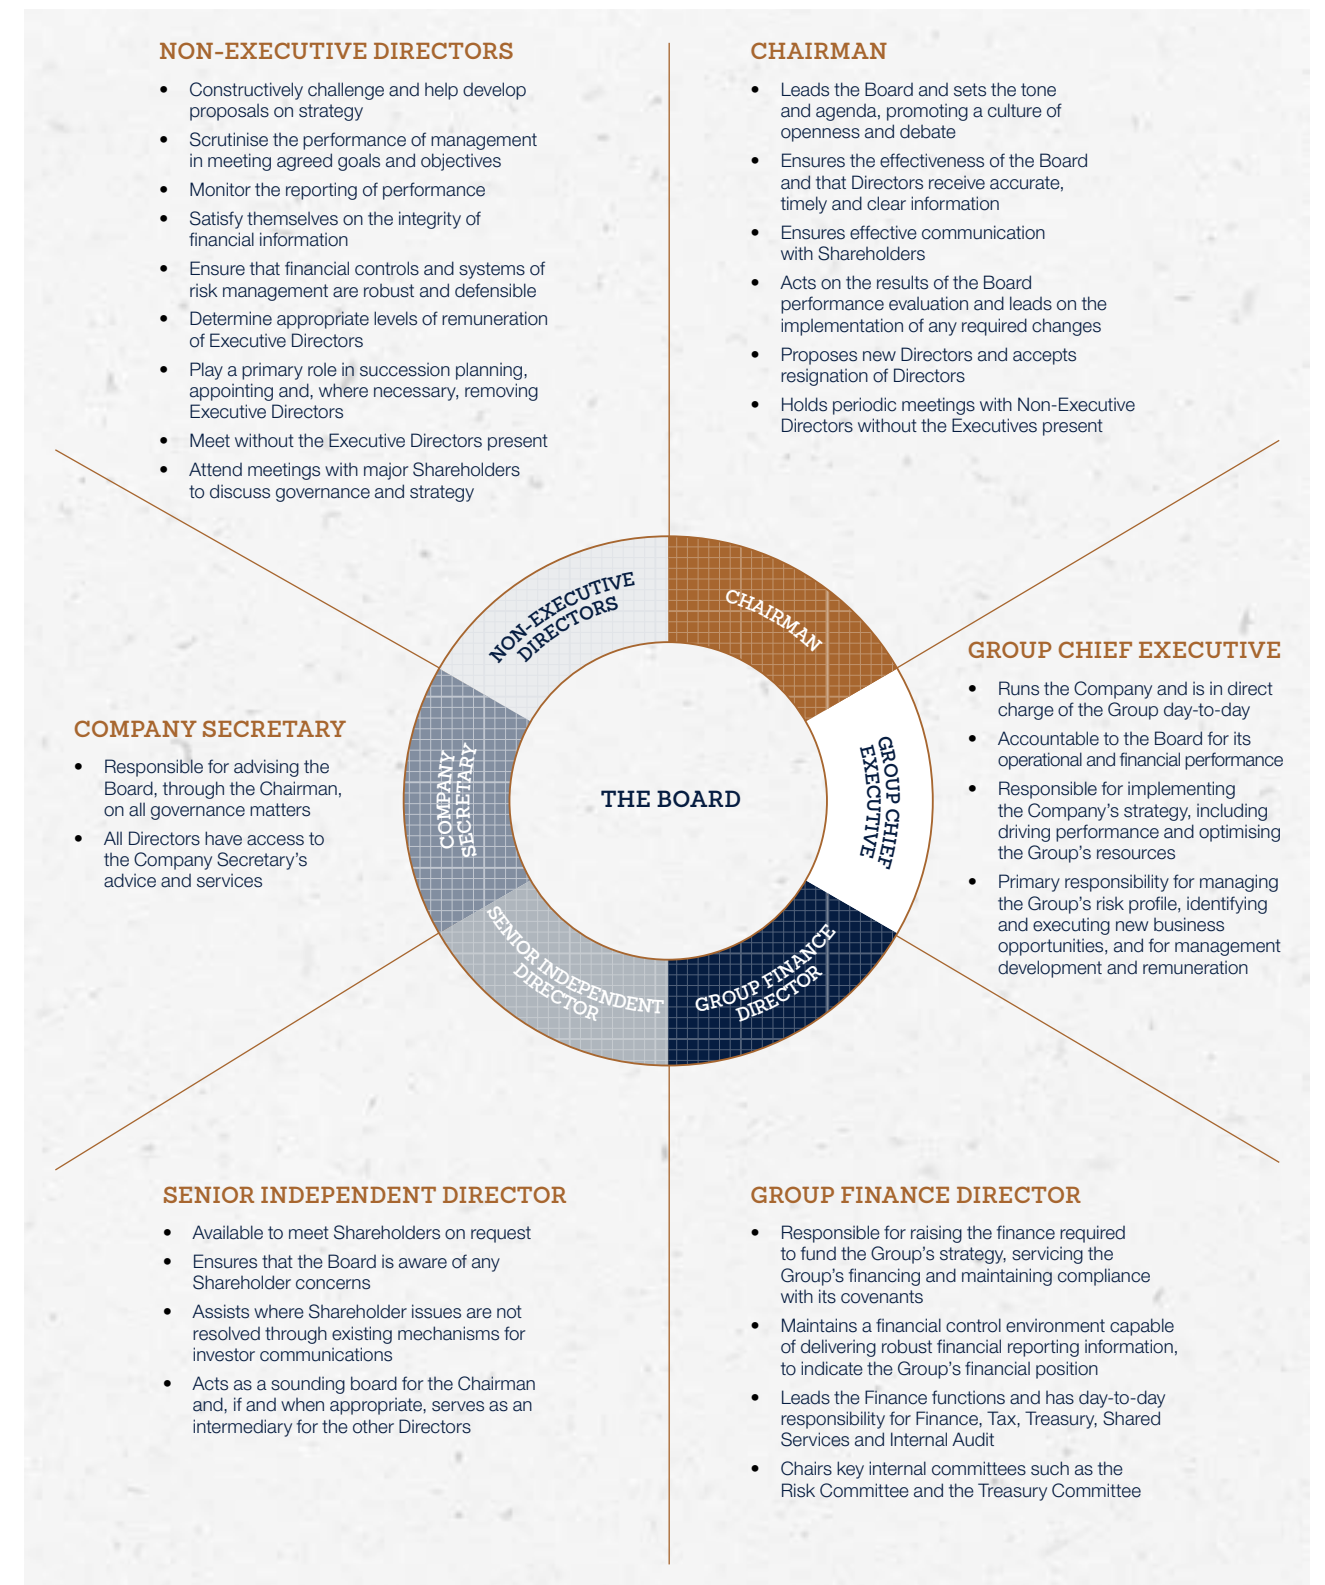 NON-EXECUTIVE DIRECTORS
• Constructively challenge and help develop
proposals on strategy
• Scrutinise the performance of management
in meeting agreed goals and objectives
• Monitor the reporting of performance
• Satisfy themselves on the integrity of
financial information
• Ensure that financial controls and systems of
risk management are robust and defensible
• Determine appropriate levels of remuneration
of Executive Directors
• Play a primary role in succession planning,
appointing and, where necessary, removing
Executive Directors
• Meet without the Executive Directors present
• Attend meetings with major Shareholders
to discuss governance and strategy
CHAIRMAN
• Leads the Board and sets the tone
and agenda, promoting a culture of
openness and debate
• Ensures the effectiveness of the Board
and that Directors receive accurate,
timely and clear information
• Ensures effective communication
with Shareholders
• Acts on the results of the Board
performance evaluation and leads on the
implementation of any required changes
• Proposes new Directors and accepts
resignation of Directors
• Holds periodic meetings with Non-Executive
Directors without the Executives present
NON-EXECUTIVE
DIRECTORS
CHAIRMAN
COMPANY
SECRETARY
THE BOARD
GROUP CHIEF
EXECUTIVE
SENIOR INDEPENDENT
DIRECTOR
GROUP FINANCE
DIRECTOR
COMPANY SECRETARY
• Responsible for advising the
Board, through the Chairman,
on all governance matters
• All Directors have access to
the Company Secretary's
advice and services
GROUP CHIEF EXECUTIVE
• Runs the Company and is in direct
charge of the Group day-to-day
• Accountable to the Board for its
operational and financial performance
• Responsible for implementing
the Company's strategy, including
driving performance and optimising
the Group's resources
• Primary responsibility for managing
the Group's risk profile, identifying
and executing new business
opportunities, and for management
development and remuneration
SENIOR INDEPENDENT DIRECTOR
• Available to meet Shareholders on request
• Ensures that the Board is aware of any
Shareholder concerns
• Assists where Shareholder issues are not
resolved through existing mechanisms for
investor communications
• Acts as a sounding board for the Chairman
and, if and when appropriate, serves as an
intermediary for the other Directors
GROUP FINANCE DIRECTOR
• Responsible for raising the finance required
to fund the Group's strategy, servicing the
Group's financing and maintaining compliance
with its covenants
• Maintains a financial control environment capable
of delivering robust financial reporting information,
to indicate the Group's financial position
• Leads the Finance functions and has day-to-day
responsibility for Finance, Tax, Treasury, Shared
Services and Internal Audit
• Chairs key internal committees such as the
Risk Committee and the Treasury Committee